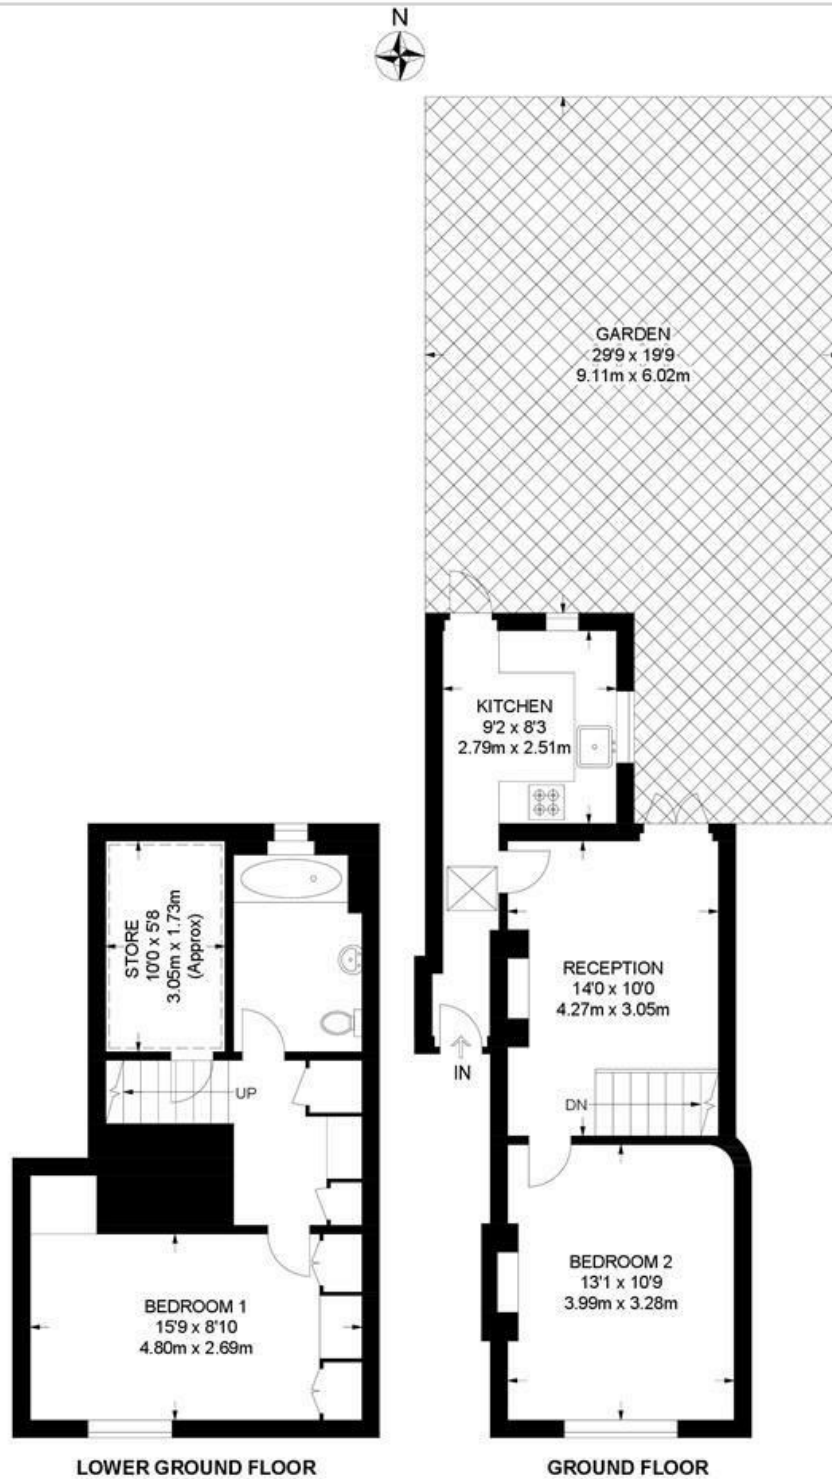 N
GARDEN
29'9 x 19'9
9.11m x 6.02m
KITCHEN
9'2 x 8'3
2.79m x 2.51m
STORE
10'0 x 5'8
3.05m x 1.73m
(Approx)
RECEPTION
14'0 x 10'0
4.27m x 3.05m
IN
UP
DN
BEDROOM 1
15'9 x 8'10
4.80m x 2.69m
BEDROOM 2
13'1 x 10'9
3.99m x 3.28m
LOWER GROUND FLOOR
GROUND FLOOR